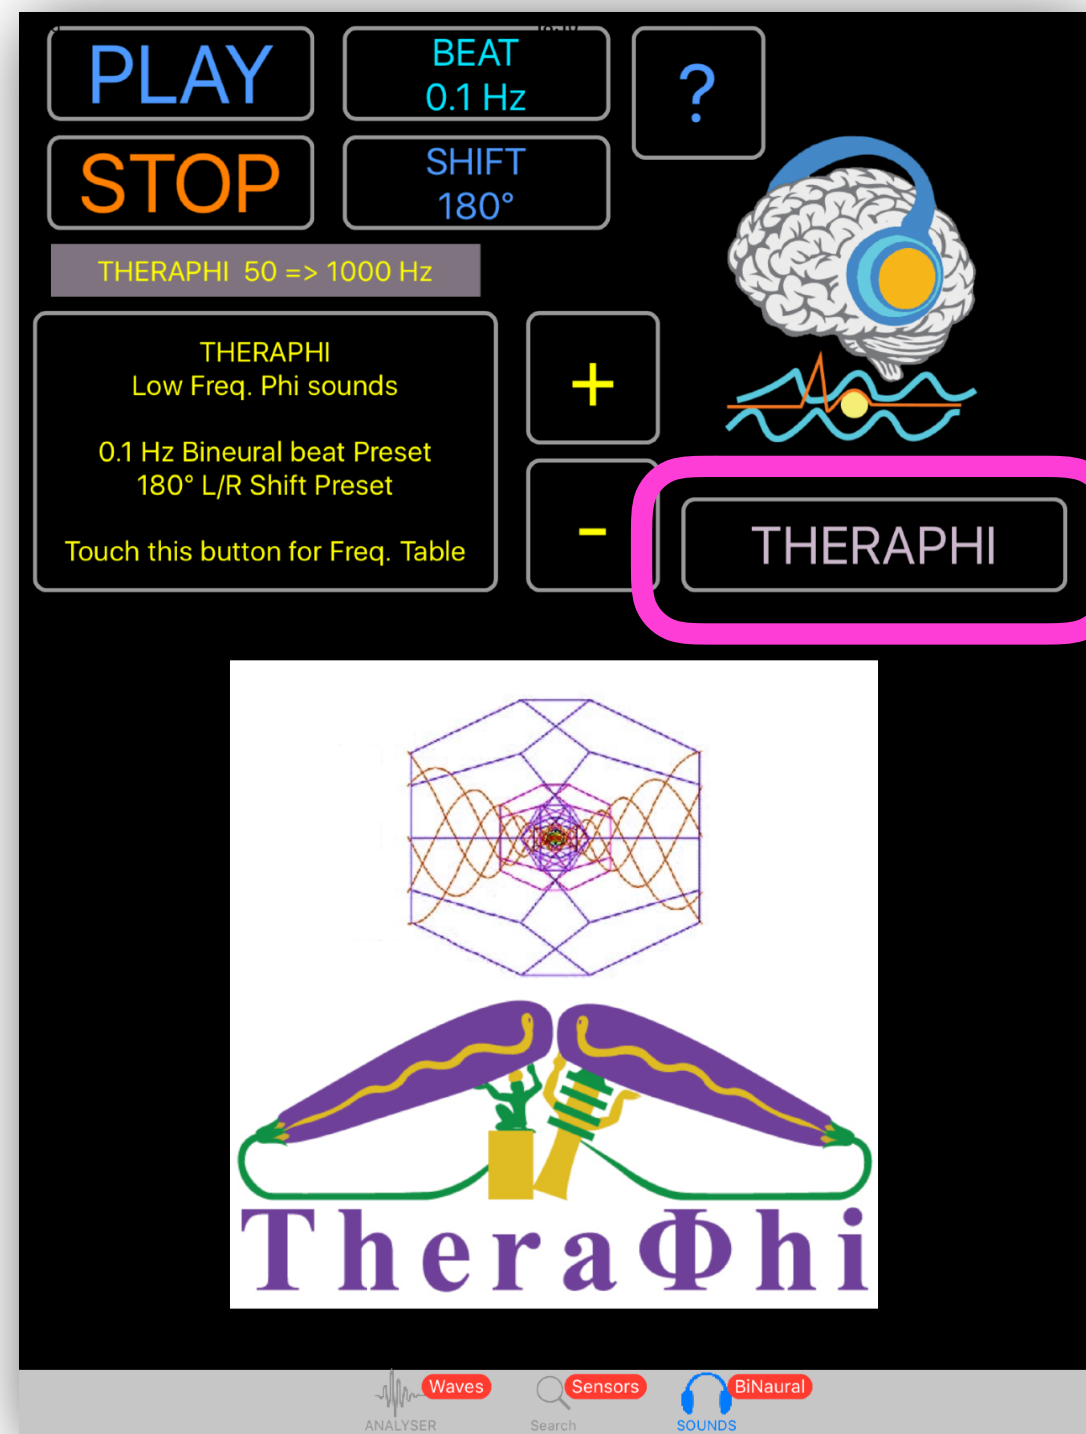 PLAY
BEAT
0.1 Hz
?
STOP
SHIFT
180°
THERAPHI 50 => 1000 Hz
THERAPHI
Low Freq. Phi sounds
0.1 Hz Bineural beat Preset
180° L/R Shift Preset
Touch this button for Freq. Table
+
-
THERAPHI
TheraΦhi
Waves
ANALYSER
Sensors
Search
BiNaural
SOUNDS